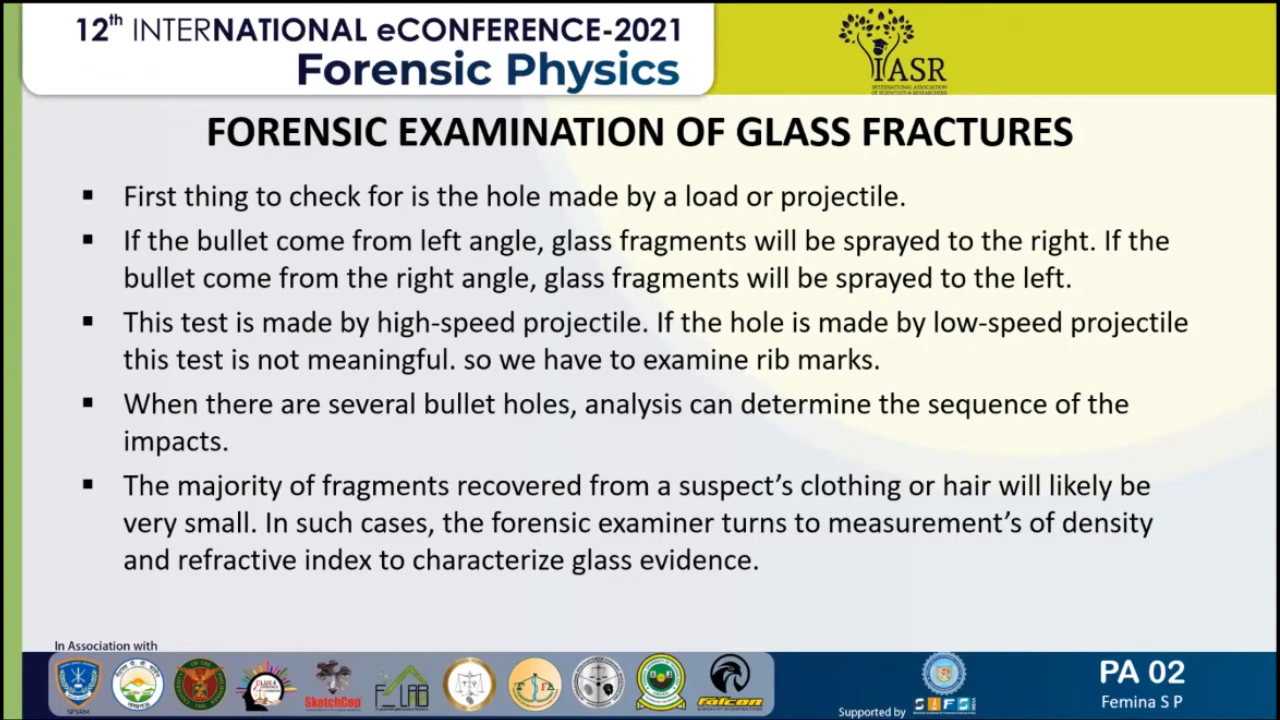 12th INTERNATIONAL eCONFERENCE-2021
Forensic Physics
IASR
INTERNATIONAL ASSOCIATION
OF SCIENTISTS & RESEARCHERS
FORENSIC EXAMINATION OF GLASS FRACTURES
▪ First thing to check for is the hole made by a load or projectile.
▪ If the bullet come from left angle, glass fragments will be sprayed to the right. If the
bullet come from the right angle, glass fragments will be sprayed to the left.
▪ This test is made by high-speed projectile. If the hole is made by low-speed projectile
this test is not meaningful. so we have to examine rib marks.
▪ When there are several bullet holes, analysis can determine the sequence of the
impacts.
▪ The majority of fragments recovered from a suspect's clothing or hair will likely be
very small. In such cases, the forensic examiner turns to measurement's of density
and refractive index to characterize glass evidence.
In Association with
SPSRM
SketchCop
F-LAB
falcon
Supported by
SIFS
PA 02
Femina S P